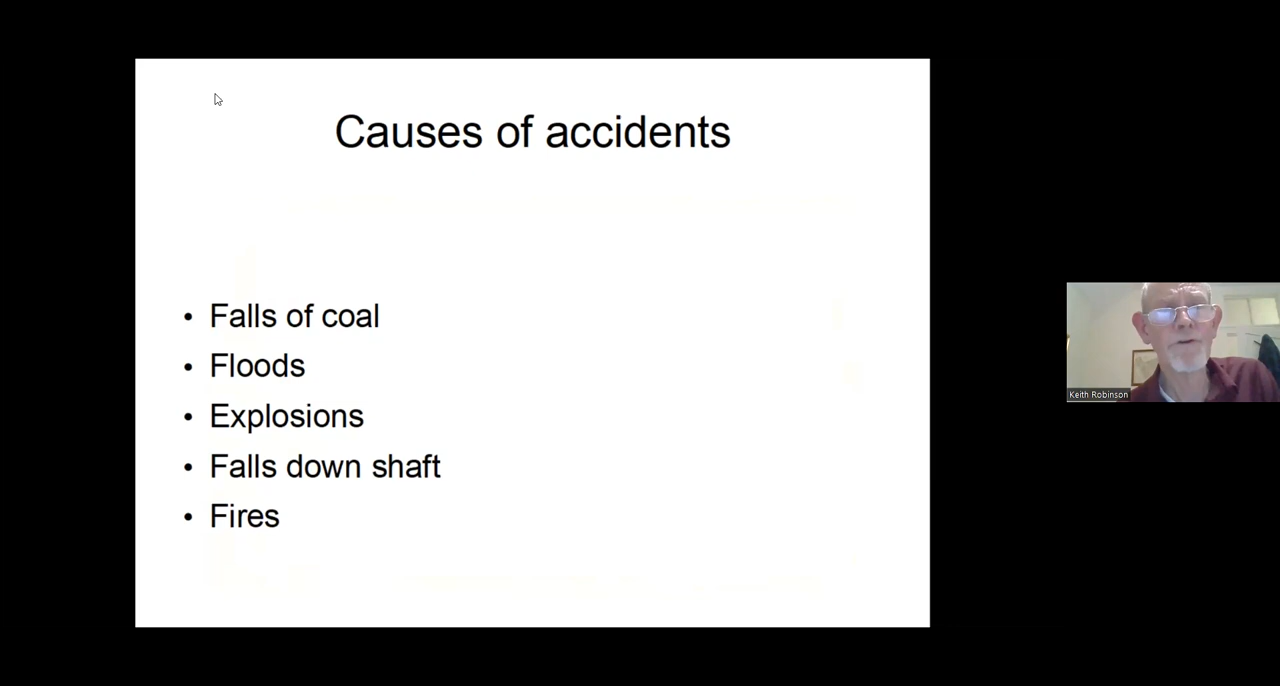 Causes of accidents
• Falls of coal
• Floods
• Explosions
• Falls down shaft
• Fires
Keith Robinson